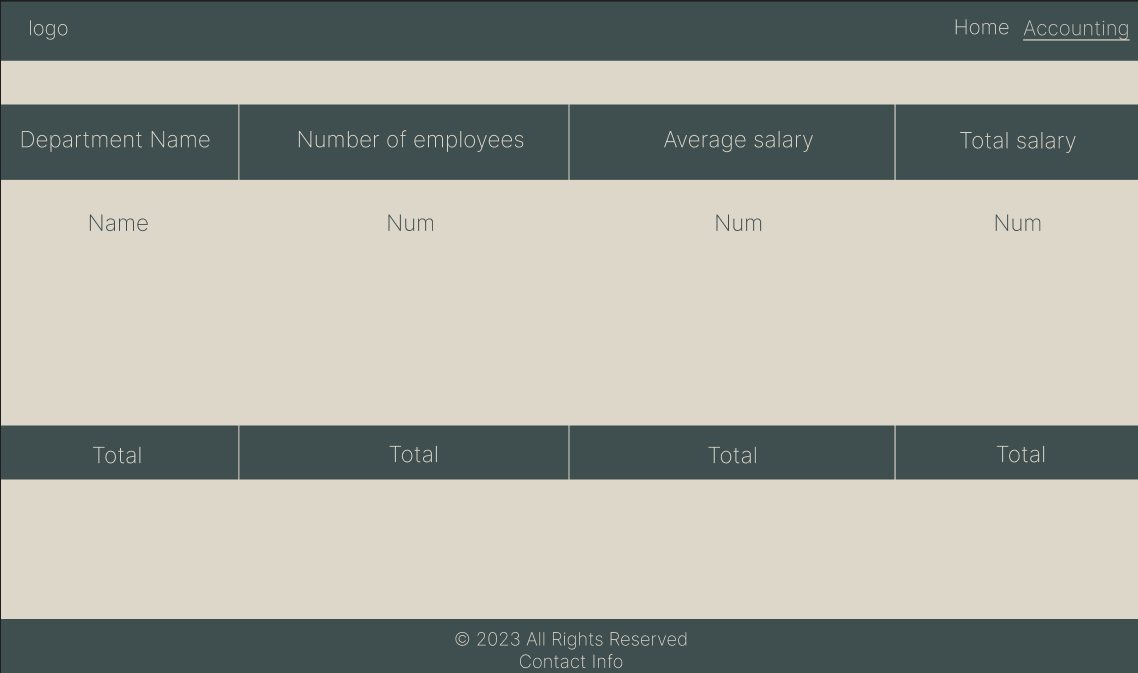 logo Home Accounting
Department Name Number of employees Average salary Total salary
Name Num Num Num
Total Total Total Total
© 2023 All Rights Reserved
Contact Info